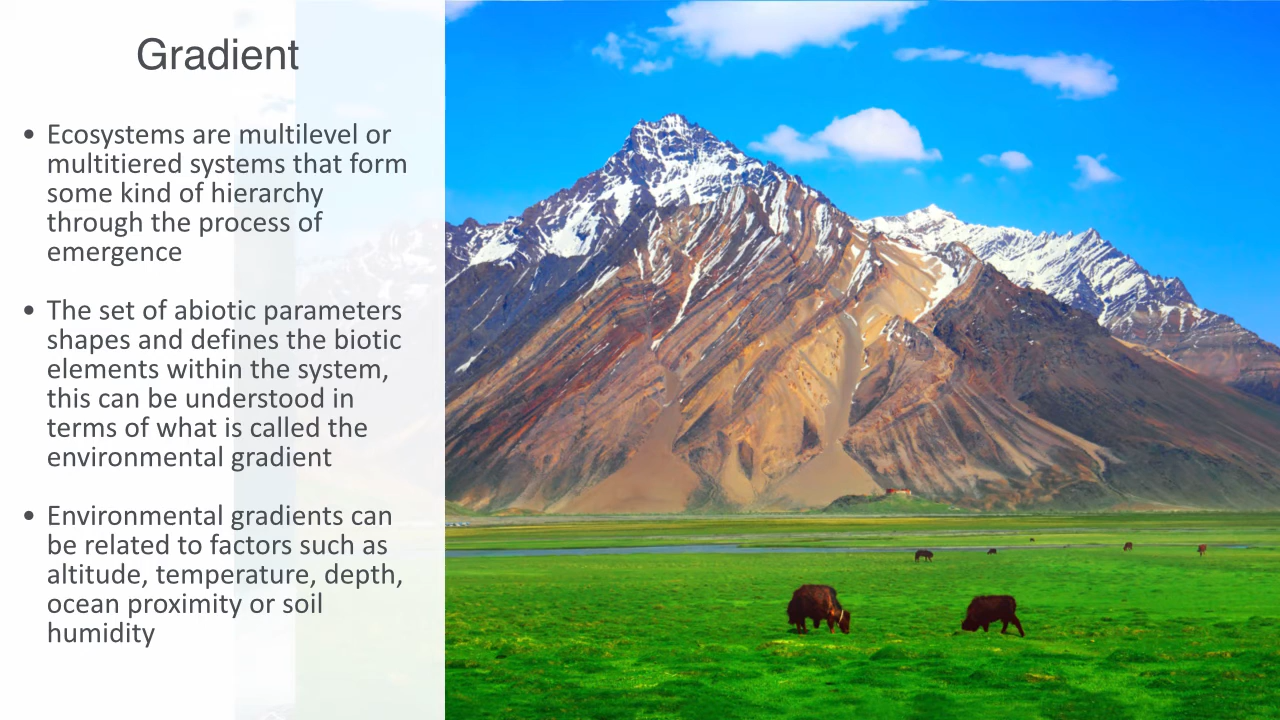 Gradient
• Ecosystems are multilevel or
multitiered systems that form
some kind of hierarchy
through the process of
emergence
• The set of abiotic parameters
shapes and defines the biotic
elements within the system,
this can be understood in
terms of what is called the
environmental gradient
• Environmental gradients can
be related to factors such as
altitude, temperature, depth,
ocean proximity or soil
humidity